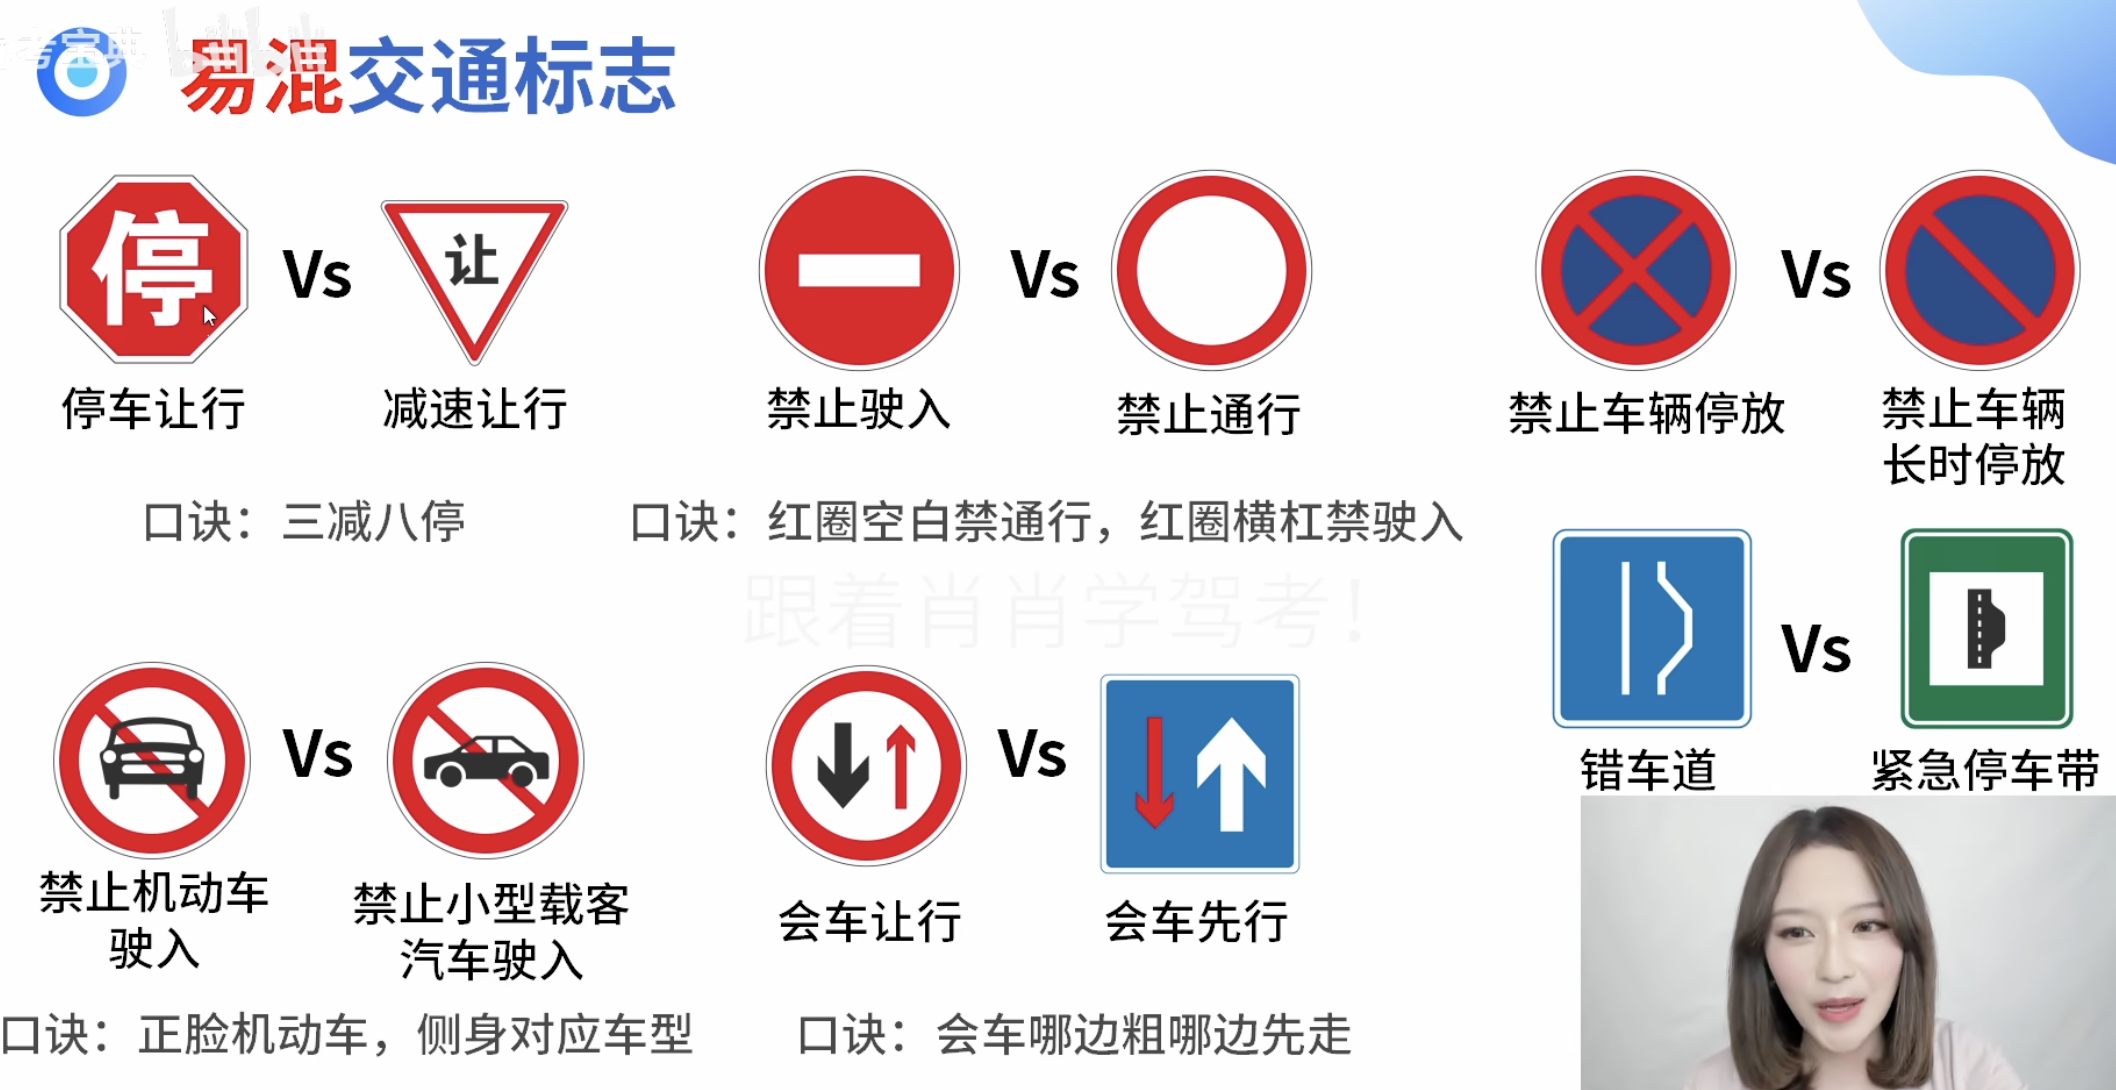 考宝典
bilibili
易混交通标志
停
Vs
让
Vs
Vs
停车让行
减速让行
禁止驶入
禁止通行
禁止车辆停放
禁止车辆
长时停放
口诀：三减八停
口诀：红圈空白禁通行，红圈横杠禁驶入
跟着肖肖学驾考！
Vs
错车道
紧急停车带
Vs
Vs
禁止机动车
驶入
禁止小型载客
汽车驶入
会车让行
会车先行
口诀：正脸机动车，侧身对应车型
口诀：会车哪边粗哪边先走